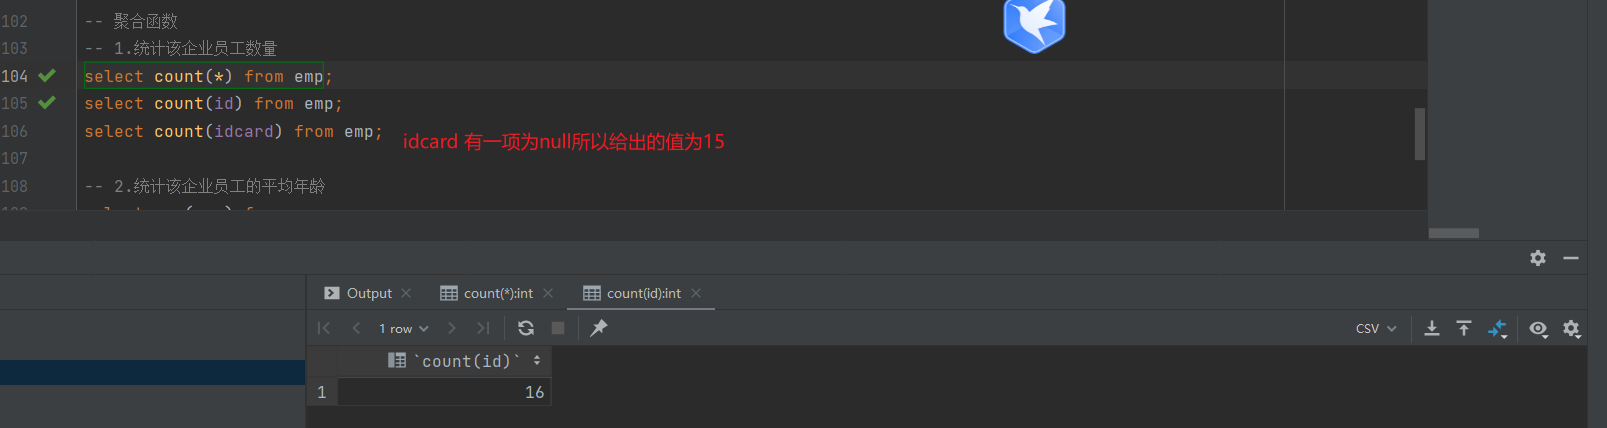 102 -- 聚合函数
103 -- 1.统计该企业员工数量
104 select count(*) from emp;
105 select count(id) from emp;
106 select count(idcard) from emp; idcard 有一项为null所以给出的值为15
107
108 -- 2.统计该企业员工的平均年龄
Output count(*):int count(id):int
1 row CSV
`count(id)`
1 16